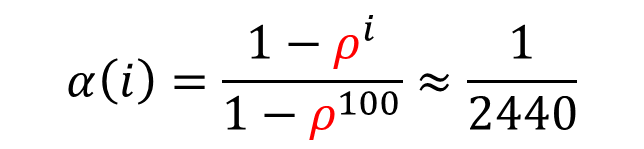 α(i) = (1 − ρ^i)/(1 − ρ^100) ≈ 1/2440